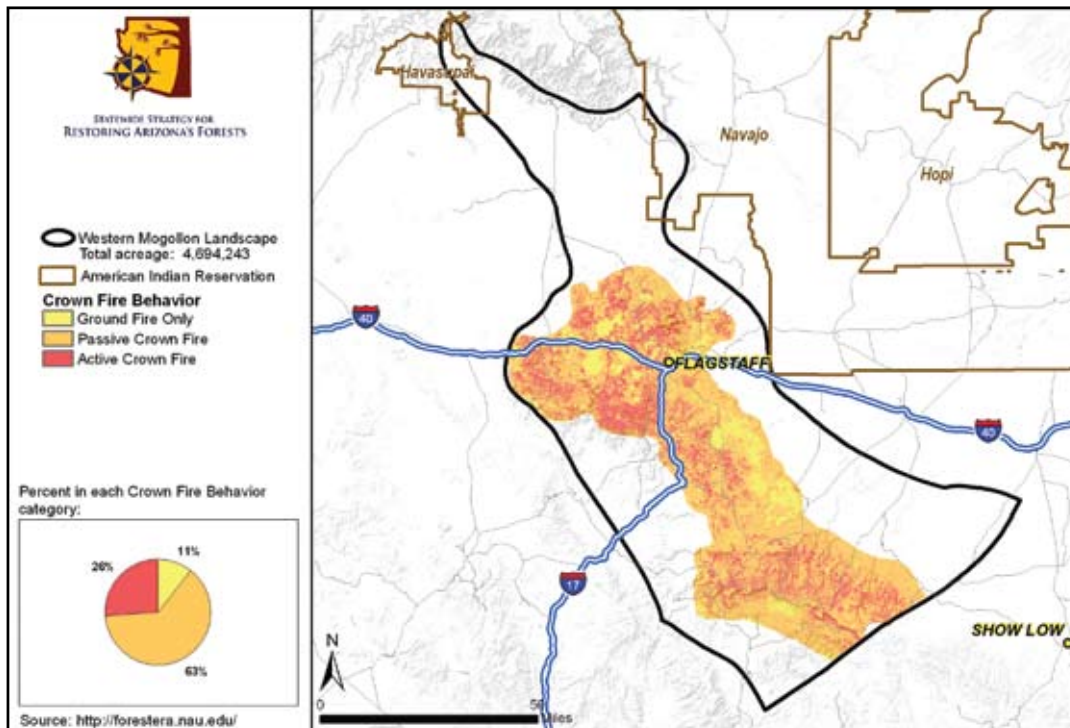 STATEWIDE STRATEGY FOR
RESTORING ARIZONA'S FORESTS
Western Mogollon Landscape
Total acreage: 4,694,243
American Indian Reservation
Crown Fire Behavior
Ground Fire Only
Passive Crown Fire
Active Crown Fire
Percent in each Crown Fire Behavior
category:
11%
26%
63%
Source: http://forestera.nau.edu/
Havasupai
Navajo
Hopi
40
FLAGSTAFF
40
17
SHOW LOW
N
0
50
Miles